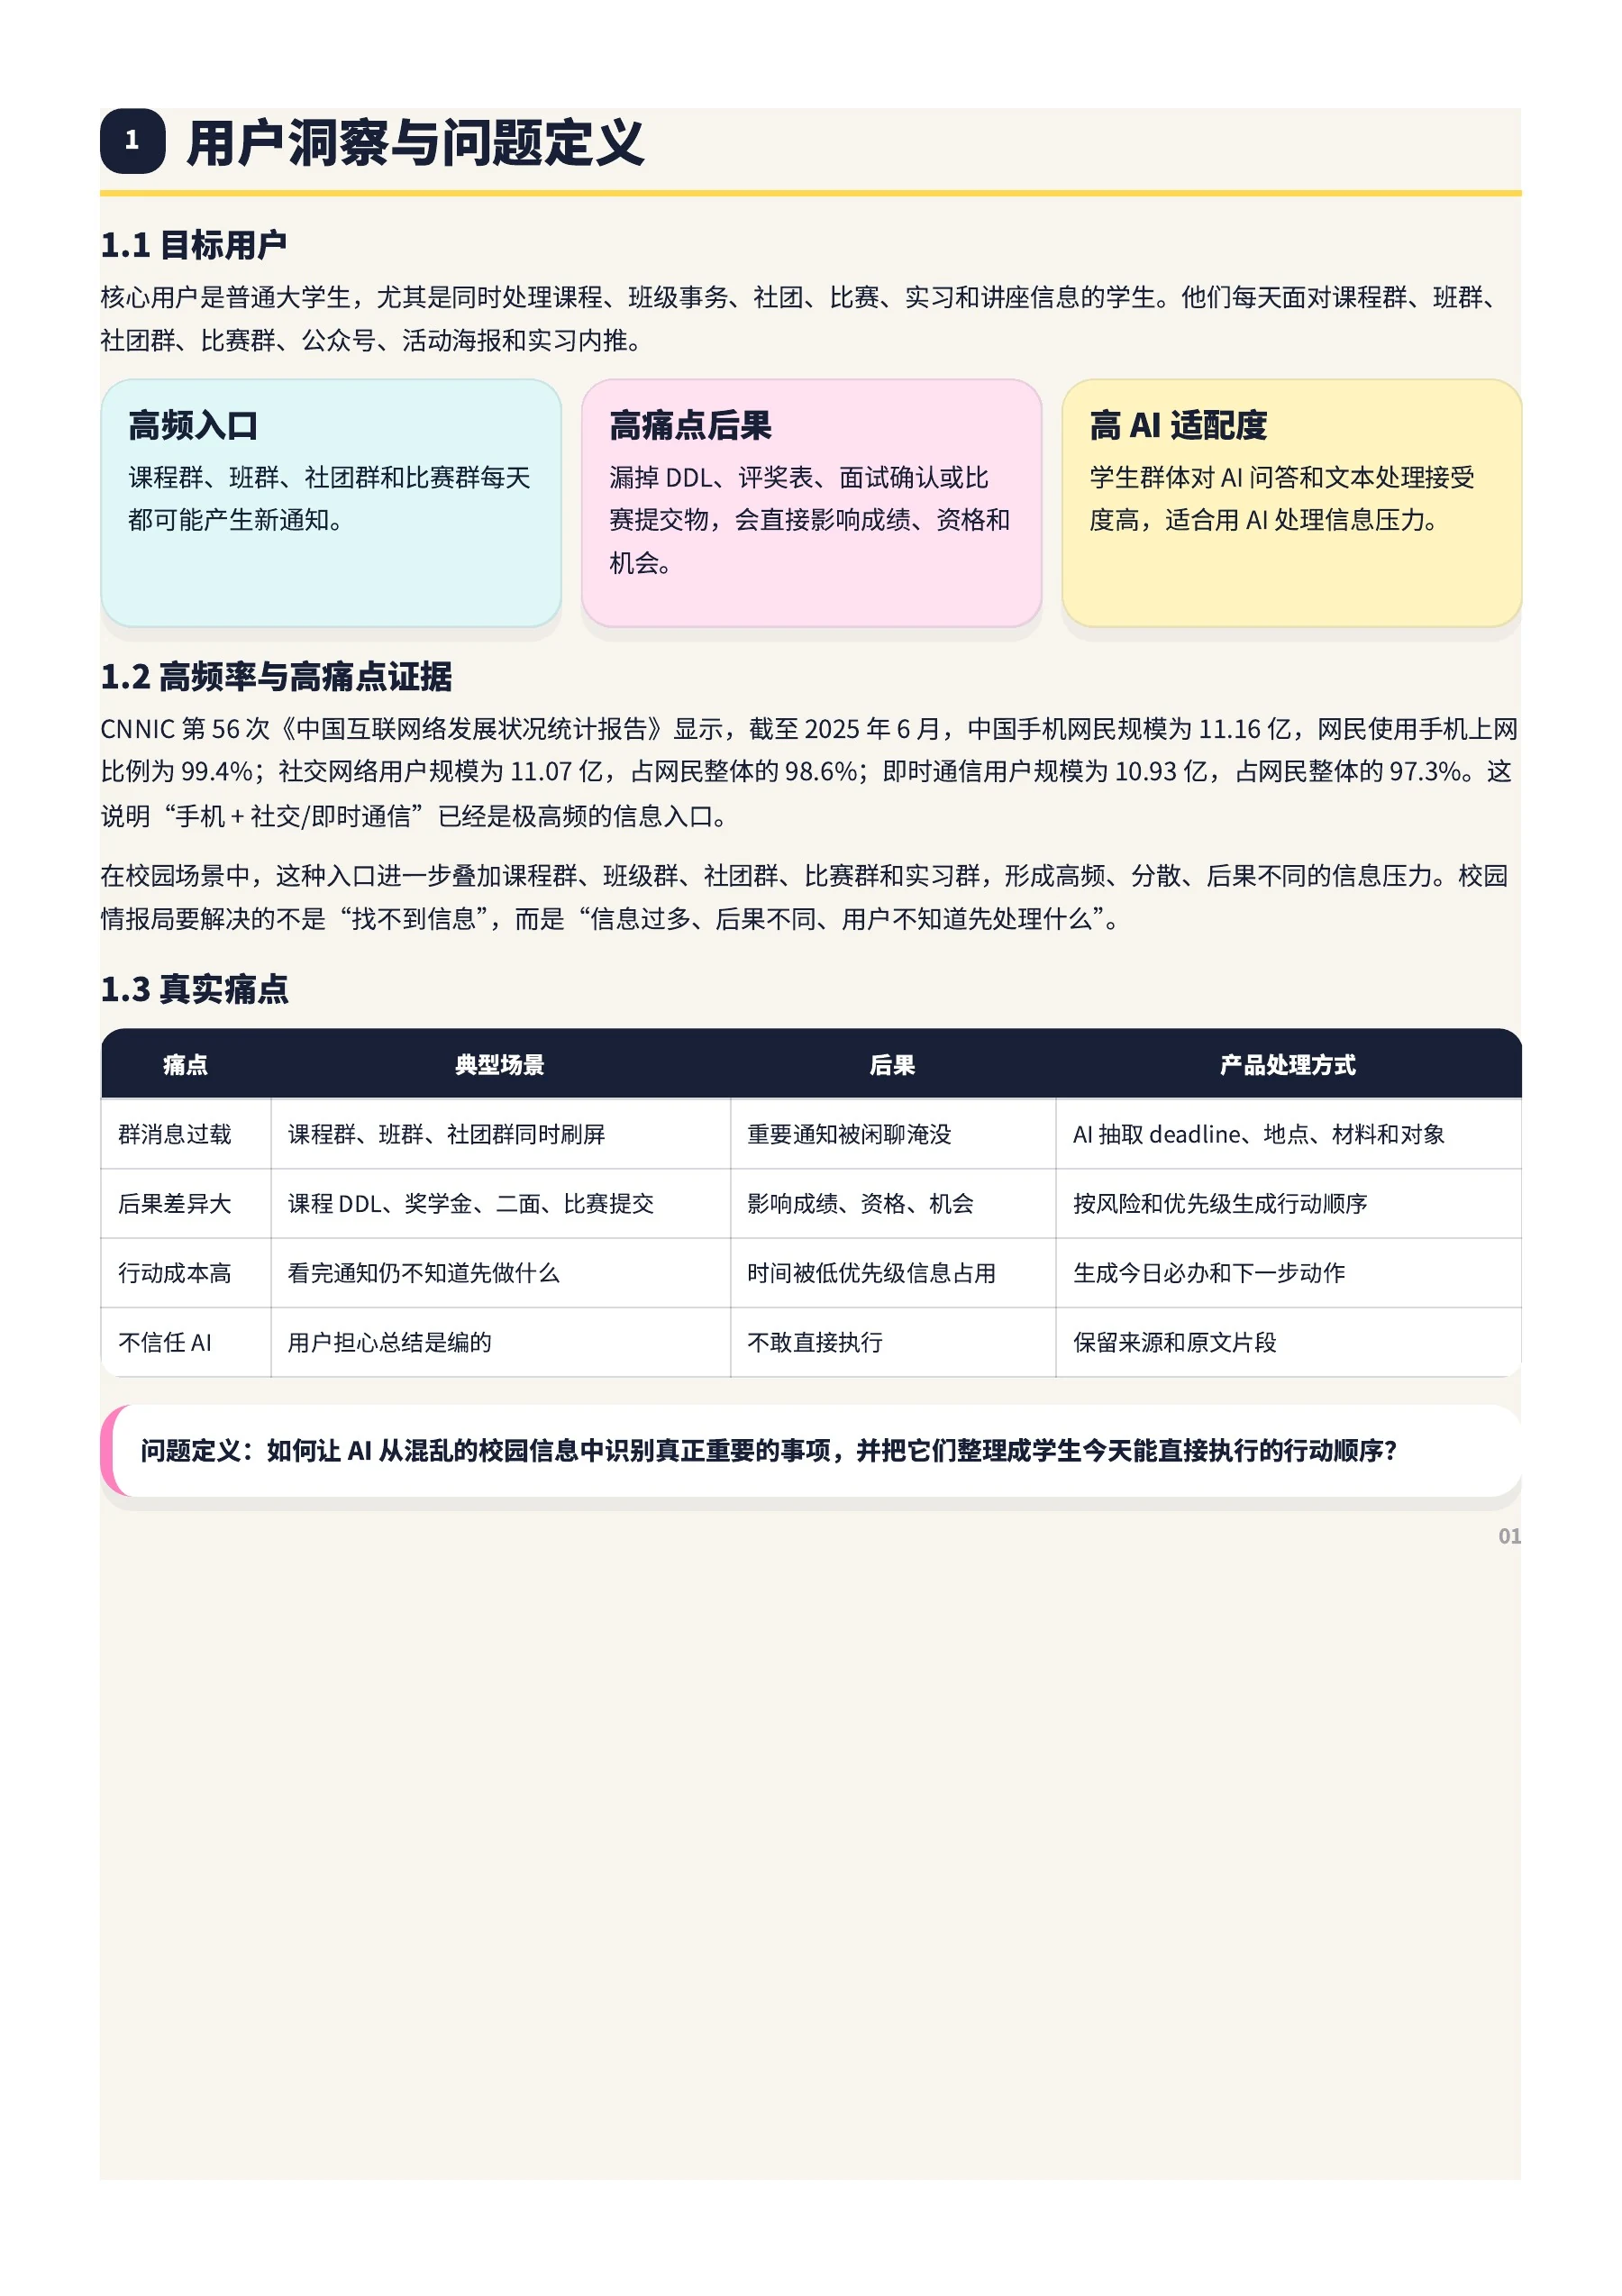 1 用户洞察与问题定义
1.1 目标用户
核心用户是普通大学生，尤其是同时处理课程、班级事务、社团、比赛、实习和讲座信息的学生。他们每天面对课程群、班群、
社团群、比赛群、公众号、活动海报和实习内推。
高频入口
课程群、班群、社团群和比赛群每天
都可能产生新通知。
高痛点后果
漏掉 DDL、评奖表、面试确认或比
赛提交物，会直接影响成绩、资格和
机会。
高 AI 适配度
学生群体对 AI 问答和文本处理接受
度高，适合用 AI 处理信息压力。
1.2 高频率与高痛点证据
CNNIC 第 56 次《中国互联网络发展状况统计报告》显示，截至 2025 年 6 月，中国手机网民规模为 11.16 亿，网民使用手机上网
比例为 99.4%；社交网络用户规模为 11.07 亿，占网民整体的 98.6%；即时通信用户规模为 10.93 亿，占网民整体的 97.3%。这
说明“手机 + 社交/即时通信”已经是极高频的信息入口。
在校园场景中，这种入口进一步叠加课程群、班级群、社团群、比赛群和实习群，形成高频、分散、后果不同的信息压力。校园
情报局要解决的不是“找不到信息”，而是“信息过多、后果不同、用户不知道先处理什么”。
1.3 真实痛点
痛点 典型场景 后果 产品处理方式
群消息过载 课程群、班群、社团群同时刷屏 重要通知被闲聊淹没 AI 抽取 deadline、地点、材料和对象
后果差异大 课程 DDL、奖学金、二面、比赛提交 影响成绩、资格、机会 按风险和优先级生成行动顺序
行动成本高 看完通知仍不知道先做什么 时间被低优先级信息占用 生成今日必办和下一步动作
不信任 AI 用户担心总结是编的 不敢直接执行 保留来源和原文片段
问题定义：如何让 AI 从混乱的校园信息中识别真正重要的事项，并把它们整理成学生今天能直接执行的行动顺序？
01